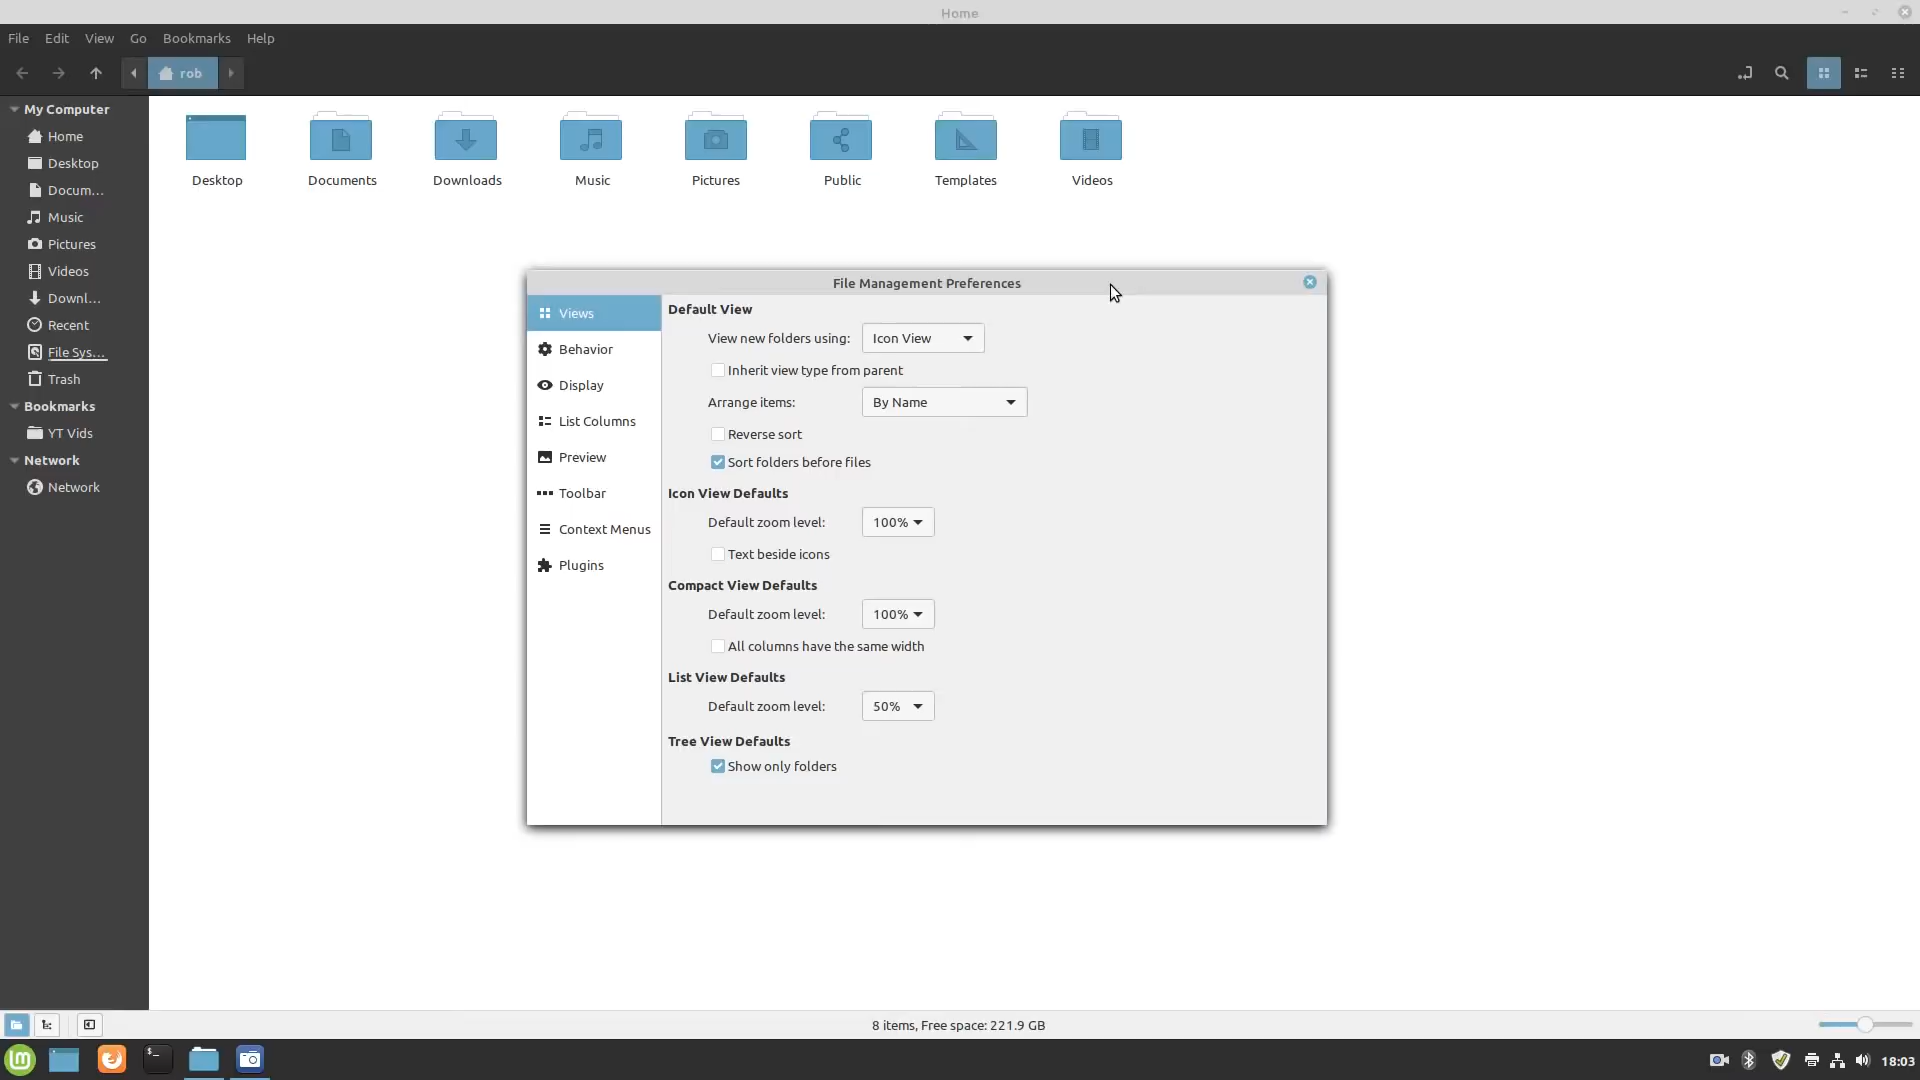 Home
File Edit View Go Bookmarks Help
rob
My Computer
Home
Desktop
Docum...
Music
Pictures
Videos
Downl...
Recent
File Sys...
Trash
Bookmarks
YT Vids
Network
Network
Desktop Documents Downloads Music Pictures Public Templates Videos
File Management Preferences
Views
Behavior
Display
List Columns
Preview
Toolbar
Context Menus
Plugins
Default View
View new folders using: Icon View
Inherit view type from parent
Arrange items: By Name
Reverse sort
Sort folders before files
Icon View Defaults
Default zoom level: 100%
Text beside icons
Compact View Defaults
Default zoom level: 100%
All columns have the same width
List View Defaults
Default zoom level: 50%
Tree View Defaults
Show only folders
8 items, Free space: 221.9 GB
18:03